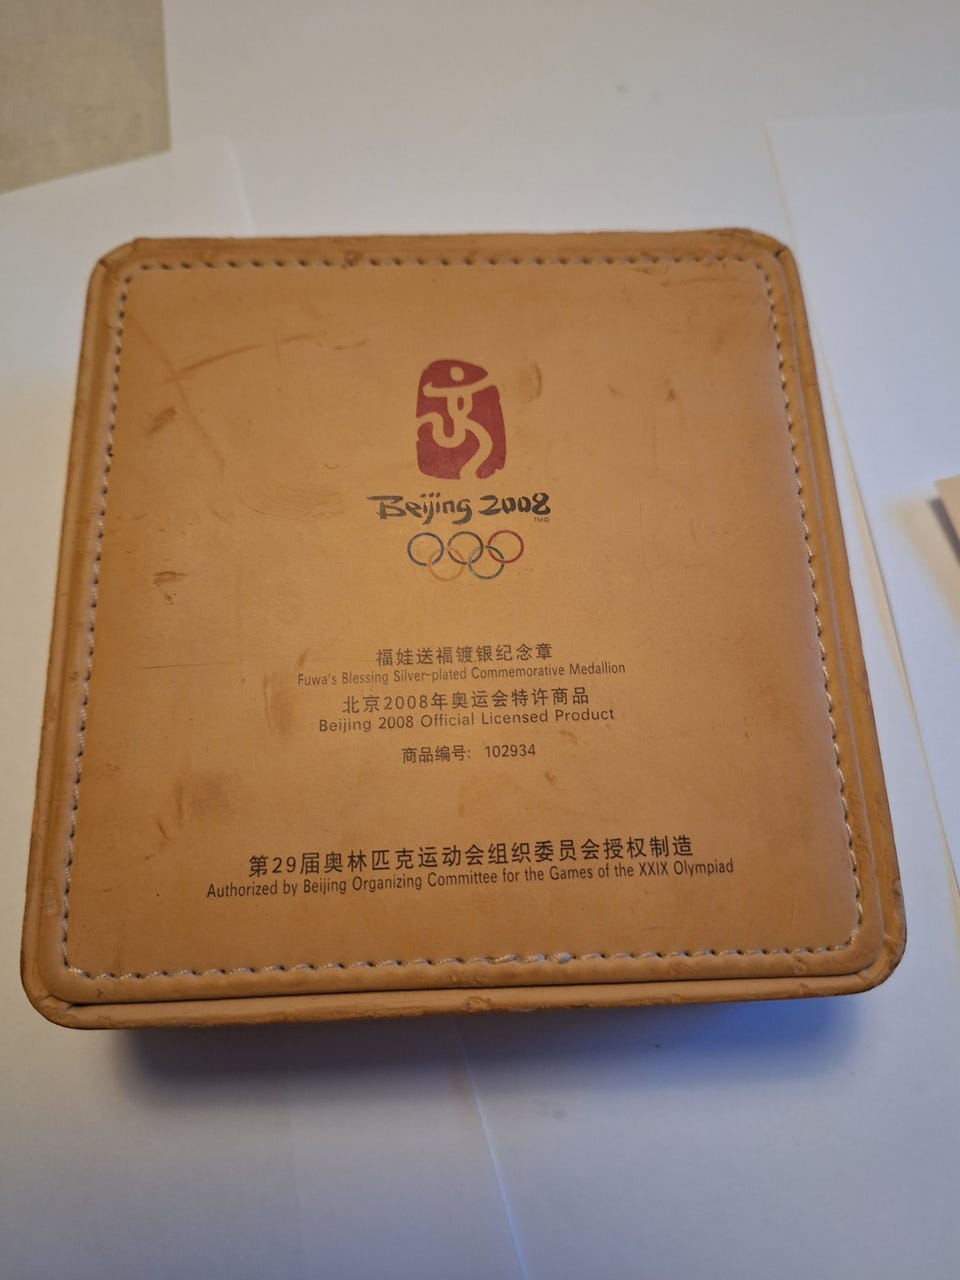 Beijing 2008
TM©
福娃送福镀银纪念章
Fuwa's Blessing Silver-plated Commemorative Medallion
北京2008年奥运会特许商品
Beijing 2008 Official Licensed Product
商品编号: 102934
第29届奥林匹克运动会组织委员会授权制造
Authorized by Beijing Organizing Committee for the Games of the XXIX Olympiad